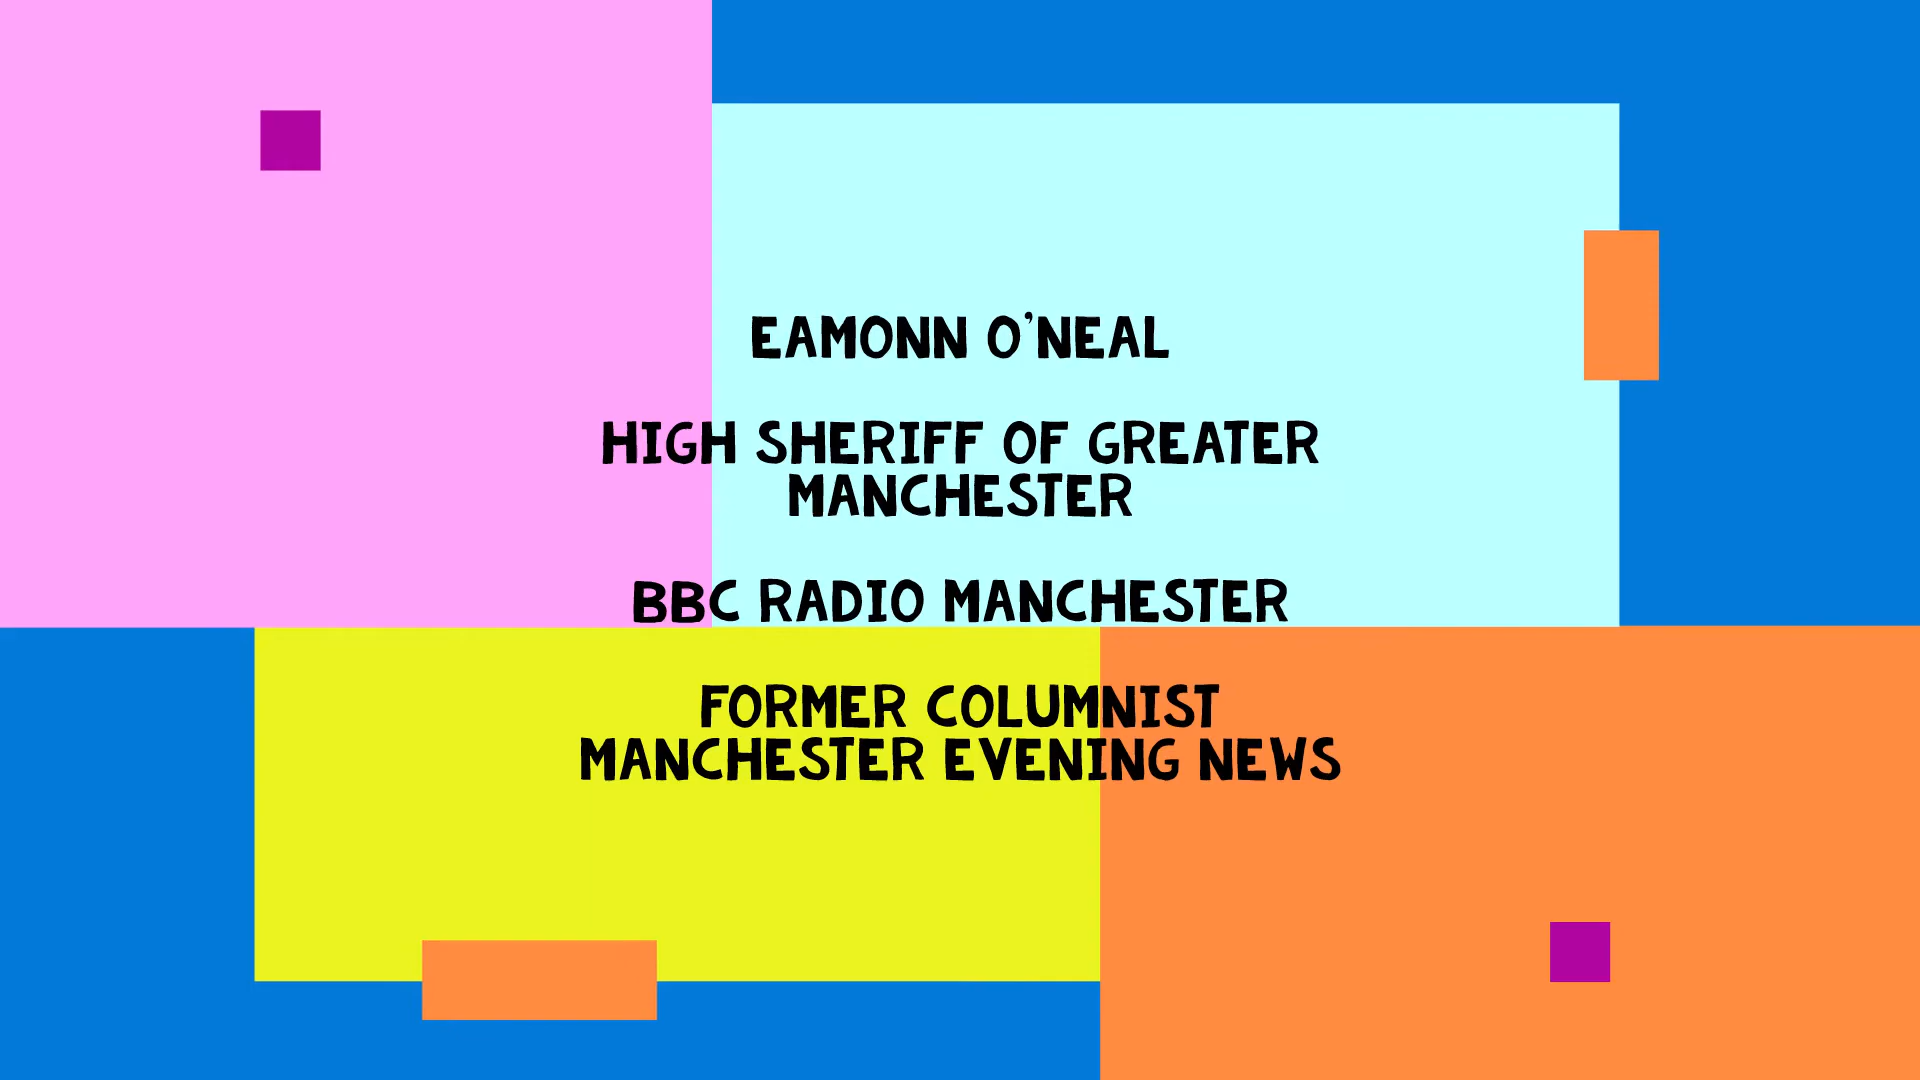 EAMONN O'NEAL
HIGH SHERIFF OF GREATER
MANCHESTER
BBC RADIO MANCHESTER
FORMER COLUMNIST
MANCHESTER EVENING NEWS